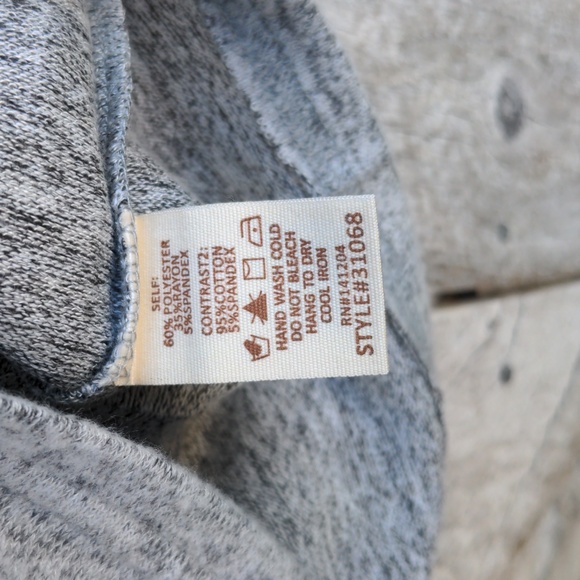 SELF:
60% POLYESTER
35%RAYON
5%SPANDEX
CONTRAST2:
95%COTTON
5%SPANDEX
HAND WASH COLD
DO NOT BLEACH
HANG TO DRY
COOL IRON
RN#141204
STYLE#31068